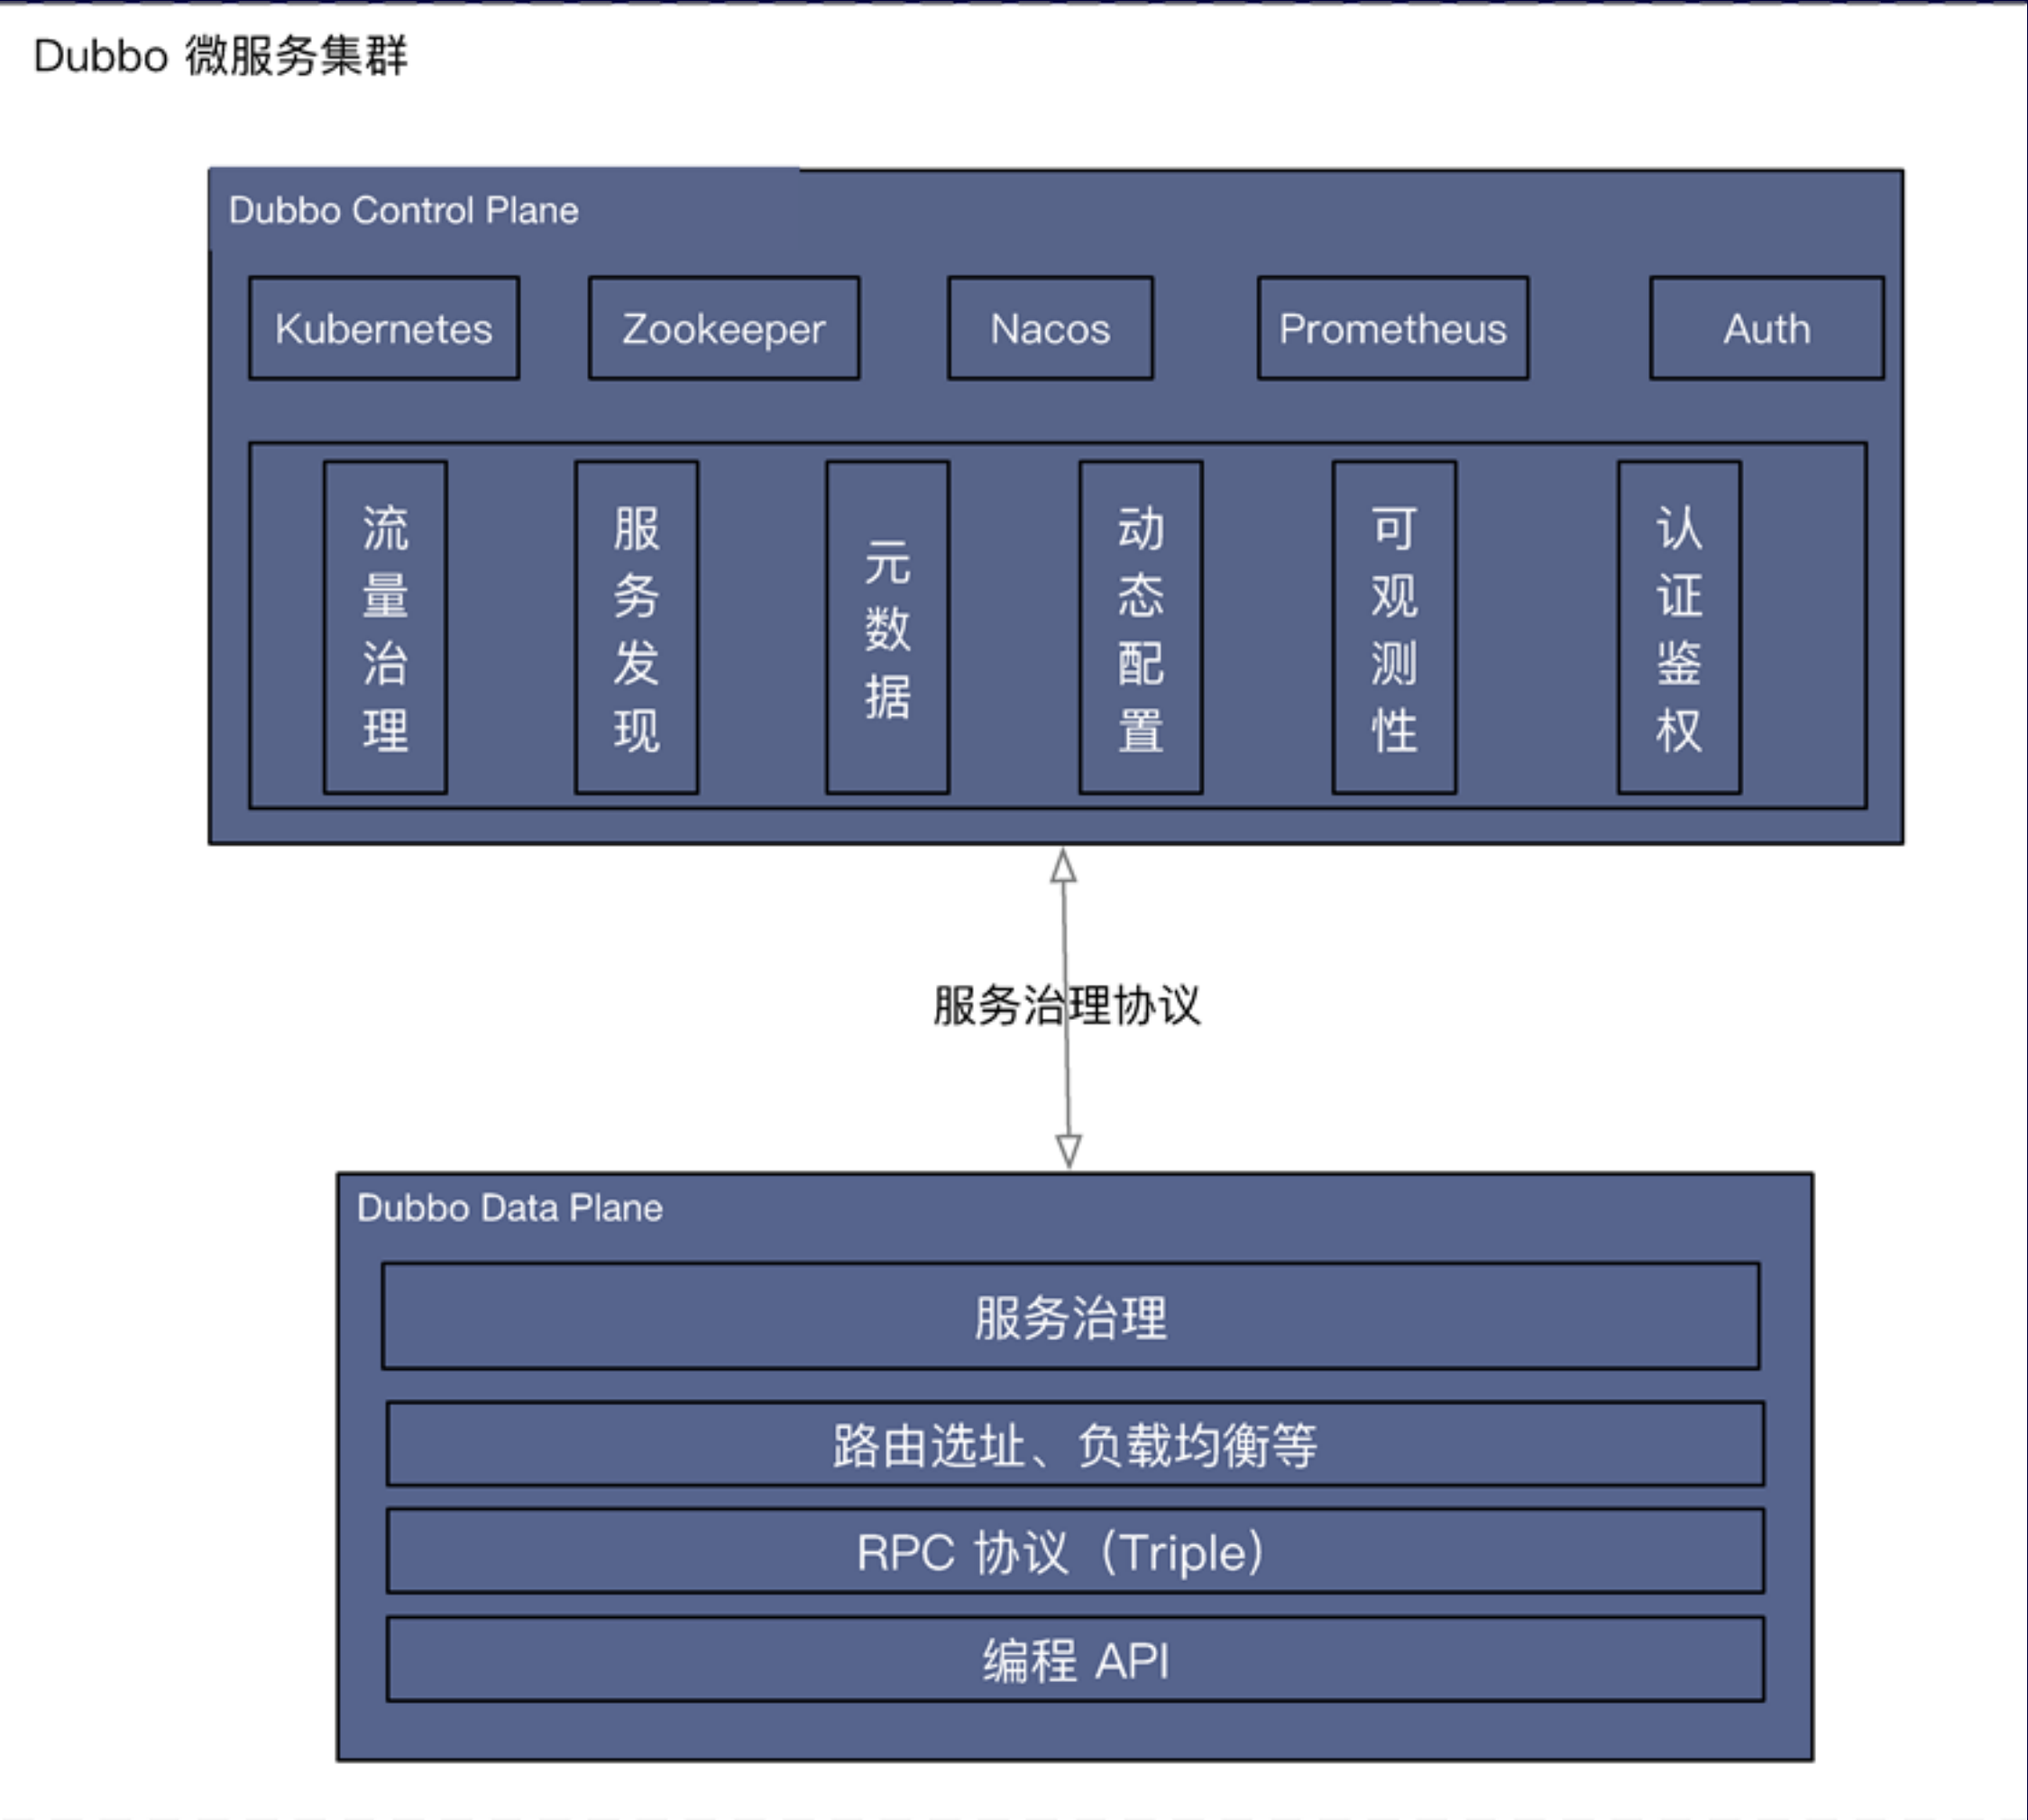 Dubbo 微服务集群
Dubbo Control Plane
Kubernetes
Zookeeper
Nacos
Prometheus
Auth
流量治理
服务发现
元数据
动态配置
可观测性
认证鉴权
服务治理协议
Dubbo Data Plane
服务治理
路由选址、负载均衡等
RPC 协议（Triple）
编程 API